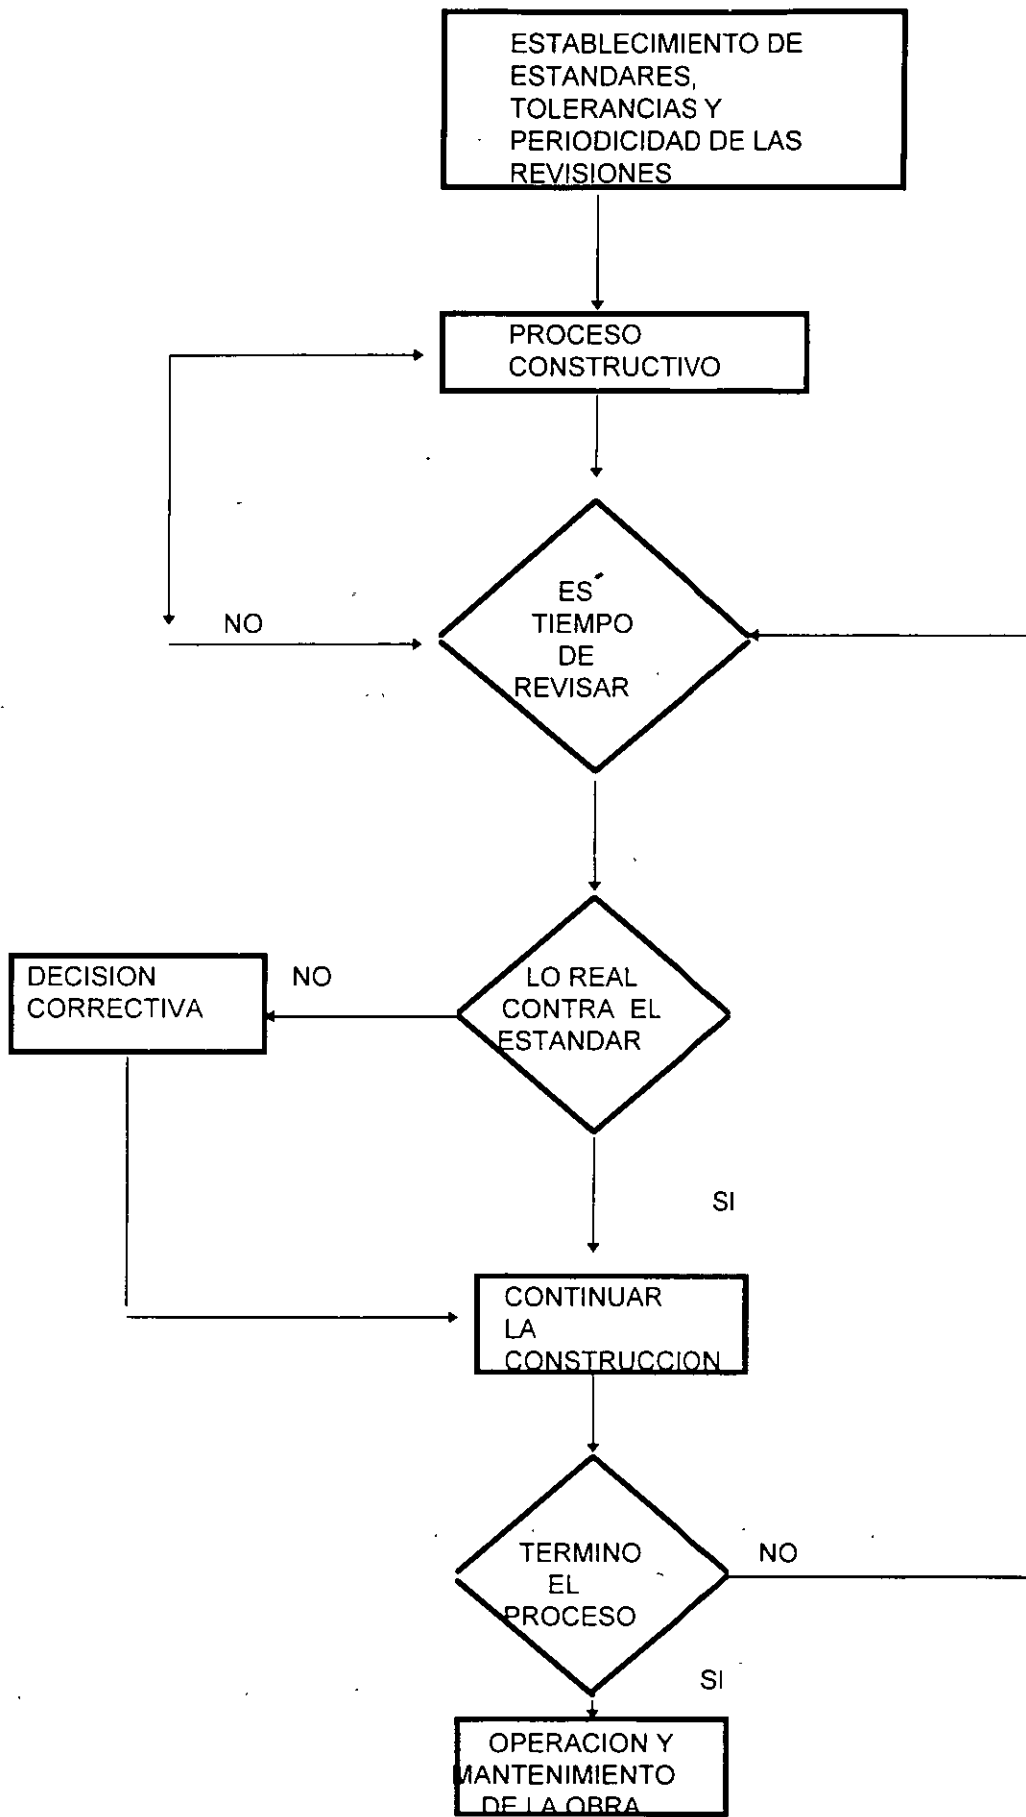 ESTABLECIMIENTO DE
ESTANDARES,
TOLERANCIAS Y
PERIODICIDAD DE LAS
REVISIONES
PROCESO
CONSTRUCTIVO
ES
TIEMPO
DE
REVISAR
NO
LO REAL
CONTRA EL
ESTANDAR
NO
DECISION
CORRECTIVA
SI
CONTINUAR
LA
CONSTRUCCION
TERMINO
EL
PROCESO
NO
SI
OPERACION Y
MANTENIMIENTO
DE LA OBRA